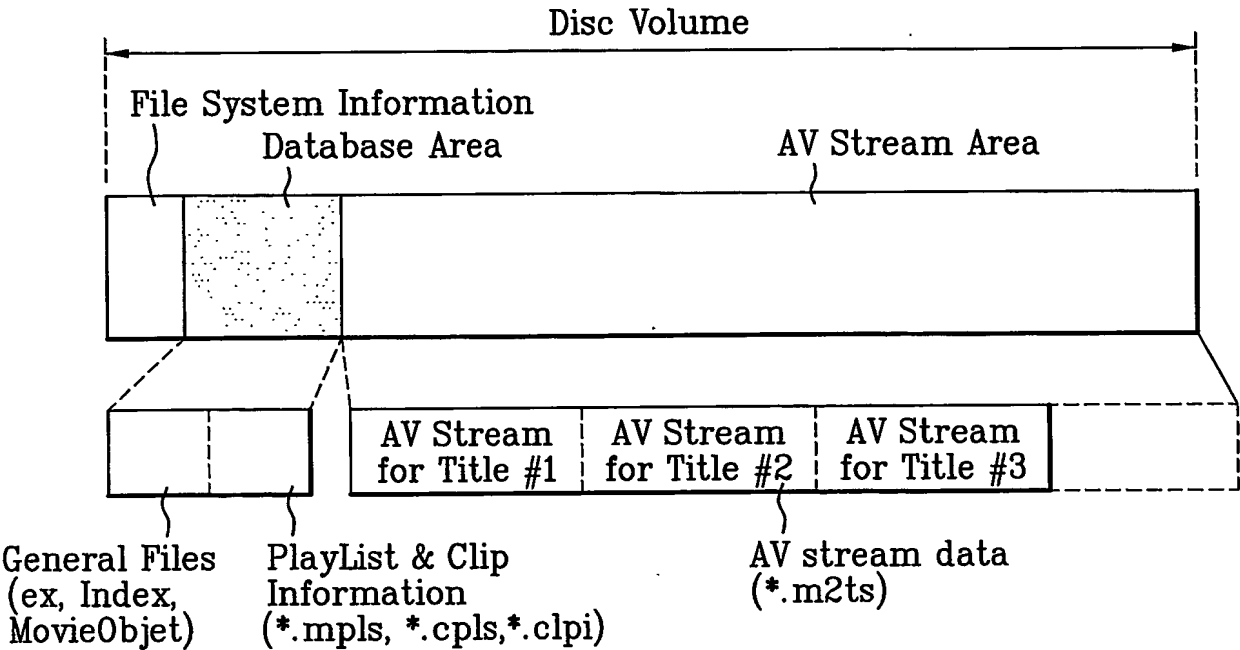 Disc Volume
File System Information
Database Area
AV Stream Area
AV Stream
for Title #1
AV Stream
for Title #2
AV Stream
for Title #3
General Files
(ex, Index,
MovieObjet)
PlayList & Clip
Information
(*.mpls, *.cpls,*.clpi)
AV stream data
(*.m2ts)